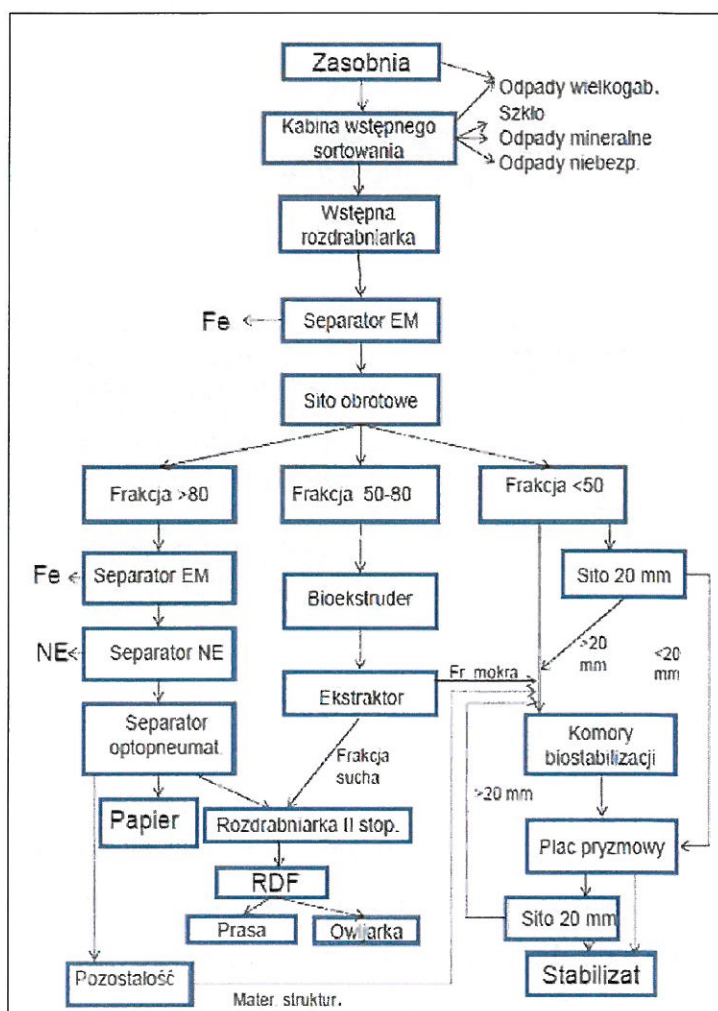 Zasobnia
Odpady wielkogab.
Szkło
Kabina wstępnego
sortowania
Odpady mineralne
Odpady niebezp.
Wstępna
rozdrabniarka
Fe
Separator EM
Sito obrotowe
Frakcja >80
Frakcja 50-80
Frakcja <50
Fe
Separator EM
Bioekstruder
Sito 20 mm
NE
Separator NE
>20
mm
<20
mm
Fr. mokra
Ekstraktor
Separator
optopneumat.
Komory
biostabilizacji
Frakcja
sucha
>20 mm
Papier
Rozdrabniarka II stop.
Plac pryzmowy
RDF
Prasa
Owijarka
Sito 20 mm
Pozostałość
Stabilizat
Mater. struktur.